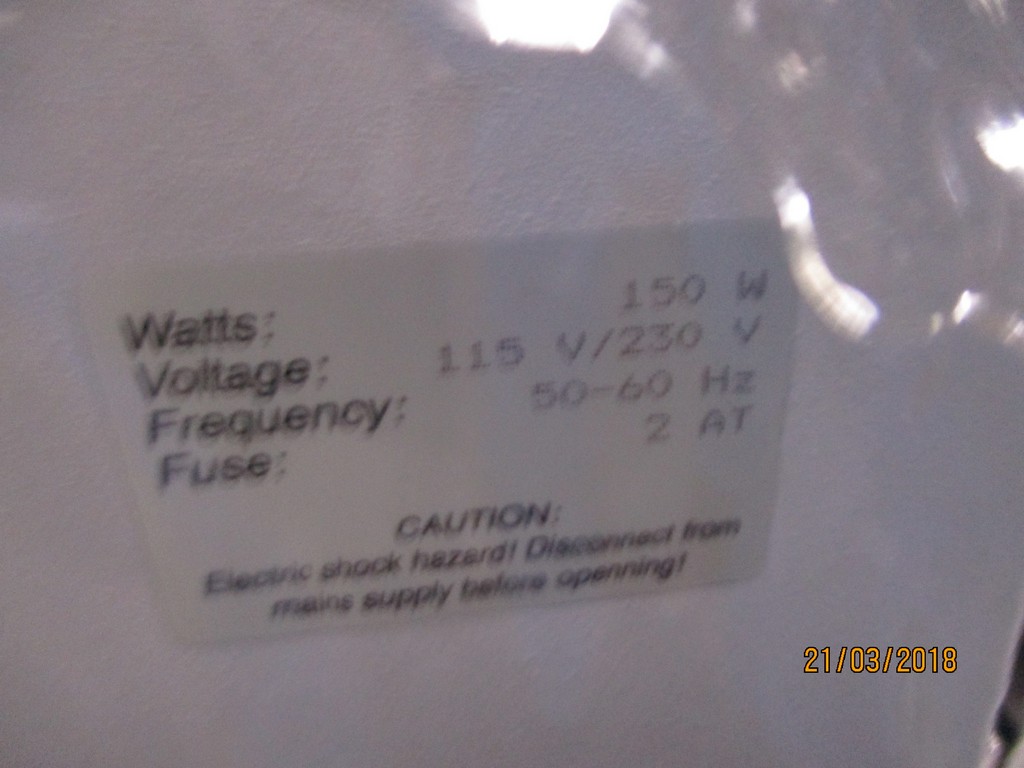 Watts: 150 W
Voltage: 115 V/230 V
Frequency: 50-60 Hz
Fuse: 2 AT
CAUTION:
Electric shock hazard! Disconnect from
mains supply before openning!
21/03/2018